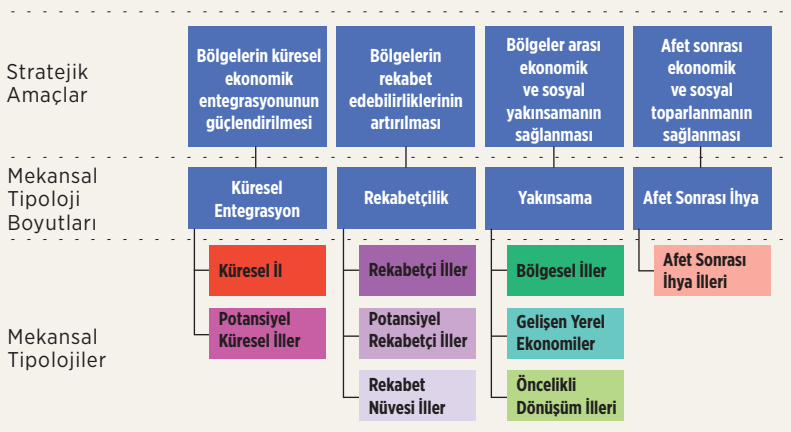 Stratejik
Amaçlar
Bölgelerin küresel
ekonomik
entegrasyonunun
güçlendirilmesi
Bölgelerin
rekabet
edebilirliklerinin
artırılması
Bölgeler arası
ekonomik
ve sosyal
yakınsamanın
sağlanması
Afet sonrası
ekonomik
ve sosyal
toparlanmanın
sağlanması
Mekansal
Tipoloji
Boyutları
Küresel
Entegrasyon
Rekabetçilik
Yakınsama
Afet Sonrası İhya
Mekansal
Tipolojiler
Küresel İl
Potansiyel
Küresel İller
Rekabetçi İller
Potansiyel
Rekabetçi İller
Rekabet
Nüvesi İller
Bölgesel İller
Gelişen Yerel
Ekonomiler
Öncelikli
Dönüşüm İlleri
Afet Sonrası
İhya İlleri